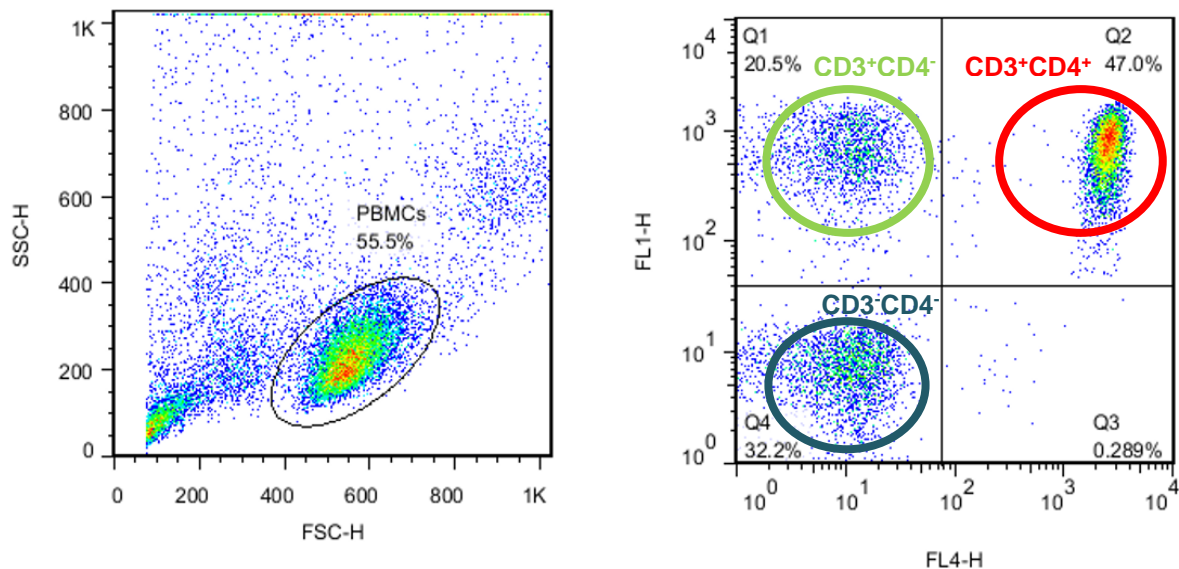 1K
800
600
400
200
0
SSC-H
PBMCs
55.5%
0 200 400 600 800 1K
FSC-H
10⁴
10³
10²
10¹
10⁰
FL1-H
Q1
20.5%
CD3⁺CD4⁻
CD3⁺CD4⁺
Q2
47.0%
CD3⁻CD4⁻
Q4
32.2%
Q3
0.289%
10⁰ 10¹ 10² 10³ 10⁴
FL4-H